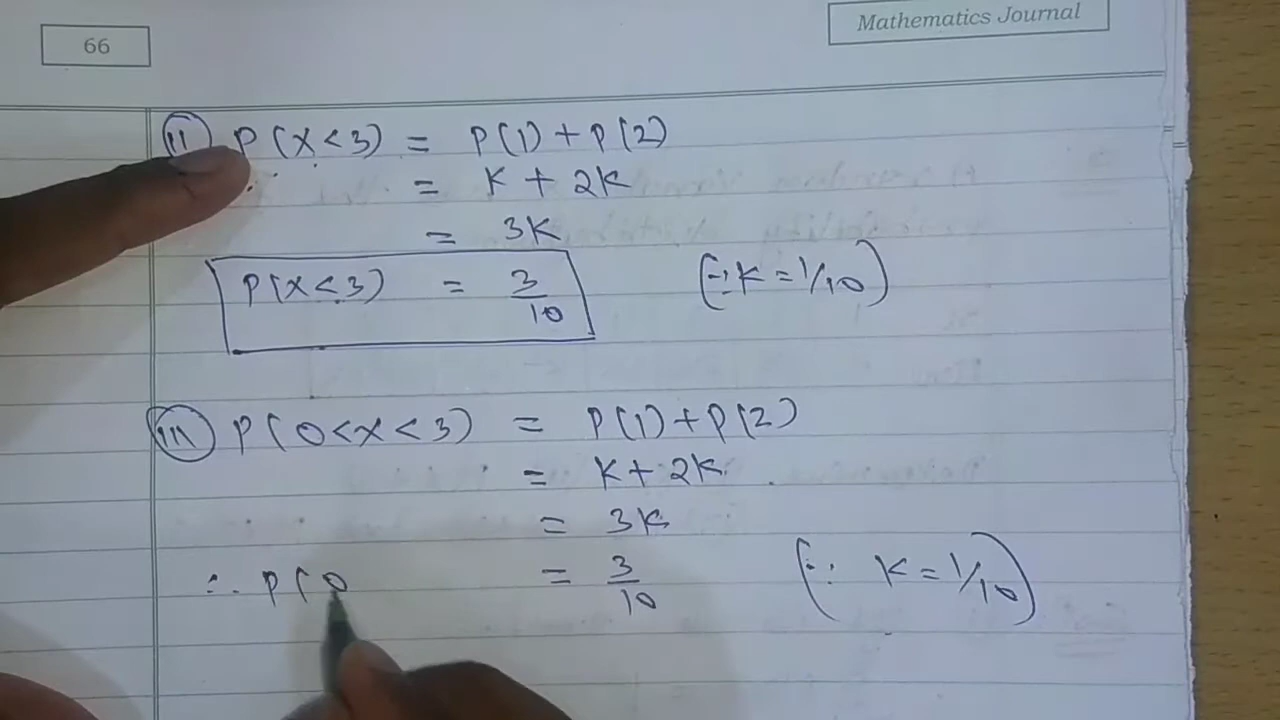 66
Mathematics Journal
(ii) P(X<3) = P(1)+P(2)
= K + 2K
= 3K
P(X<3) = 3/10 (∵K=1/10)
(iii) P(0<X<3) = P(1)+P(2)
= K+2K
= 3K
∴ P(0 = 3/10 (∵ K=1/10)